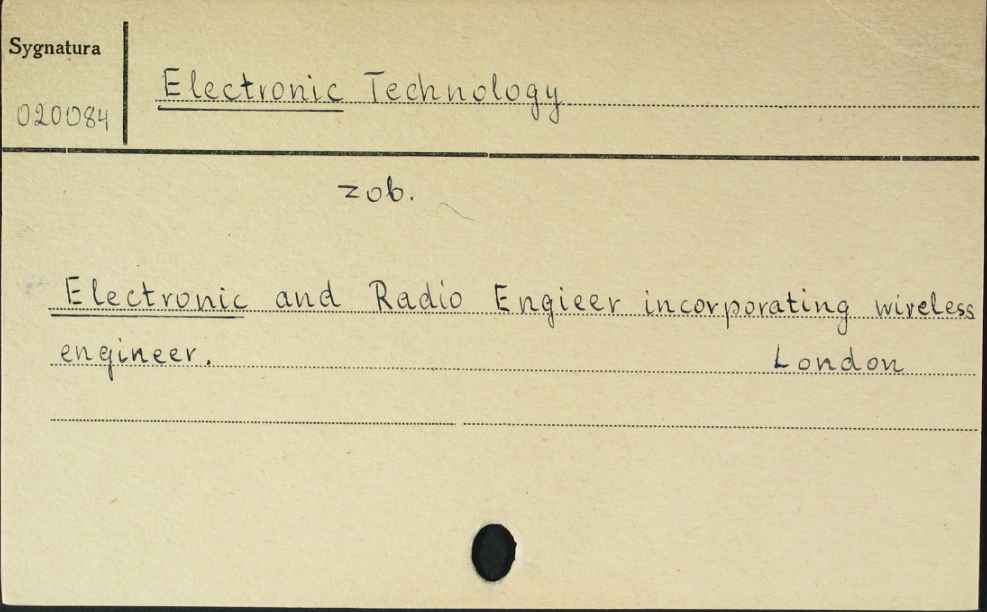 Sygnatura
020084
Electronic Technology
zob.
Electronic and Radio Engieer incorporating wireless
engineer. London